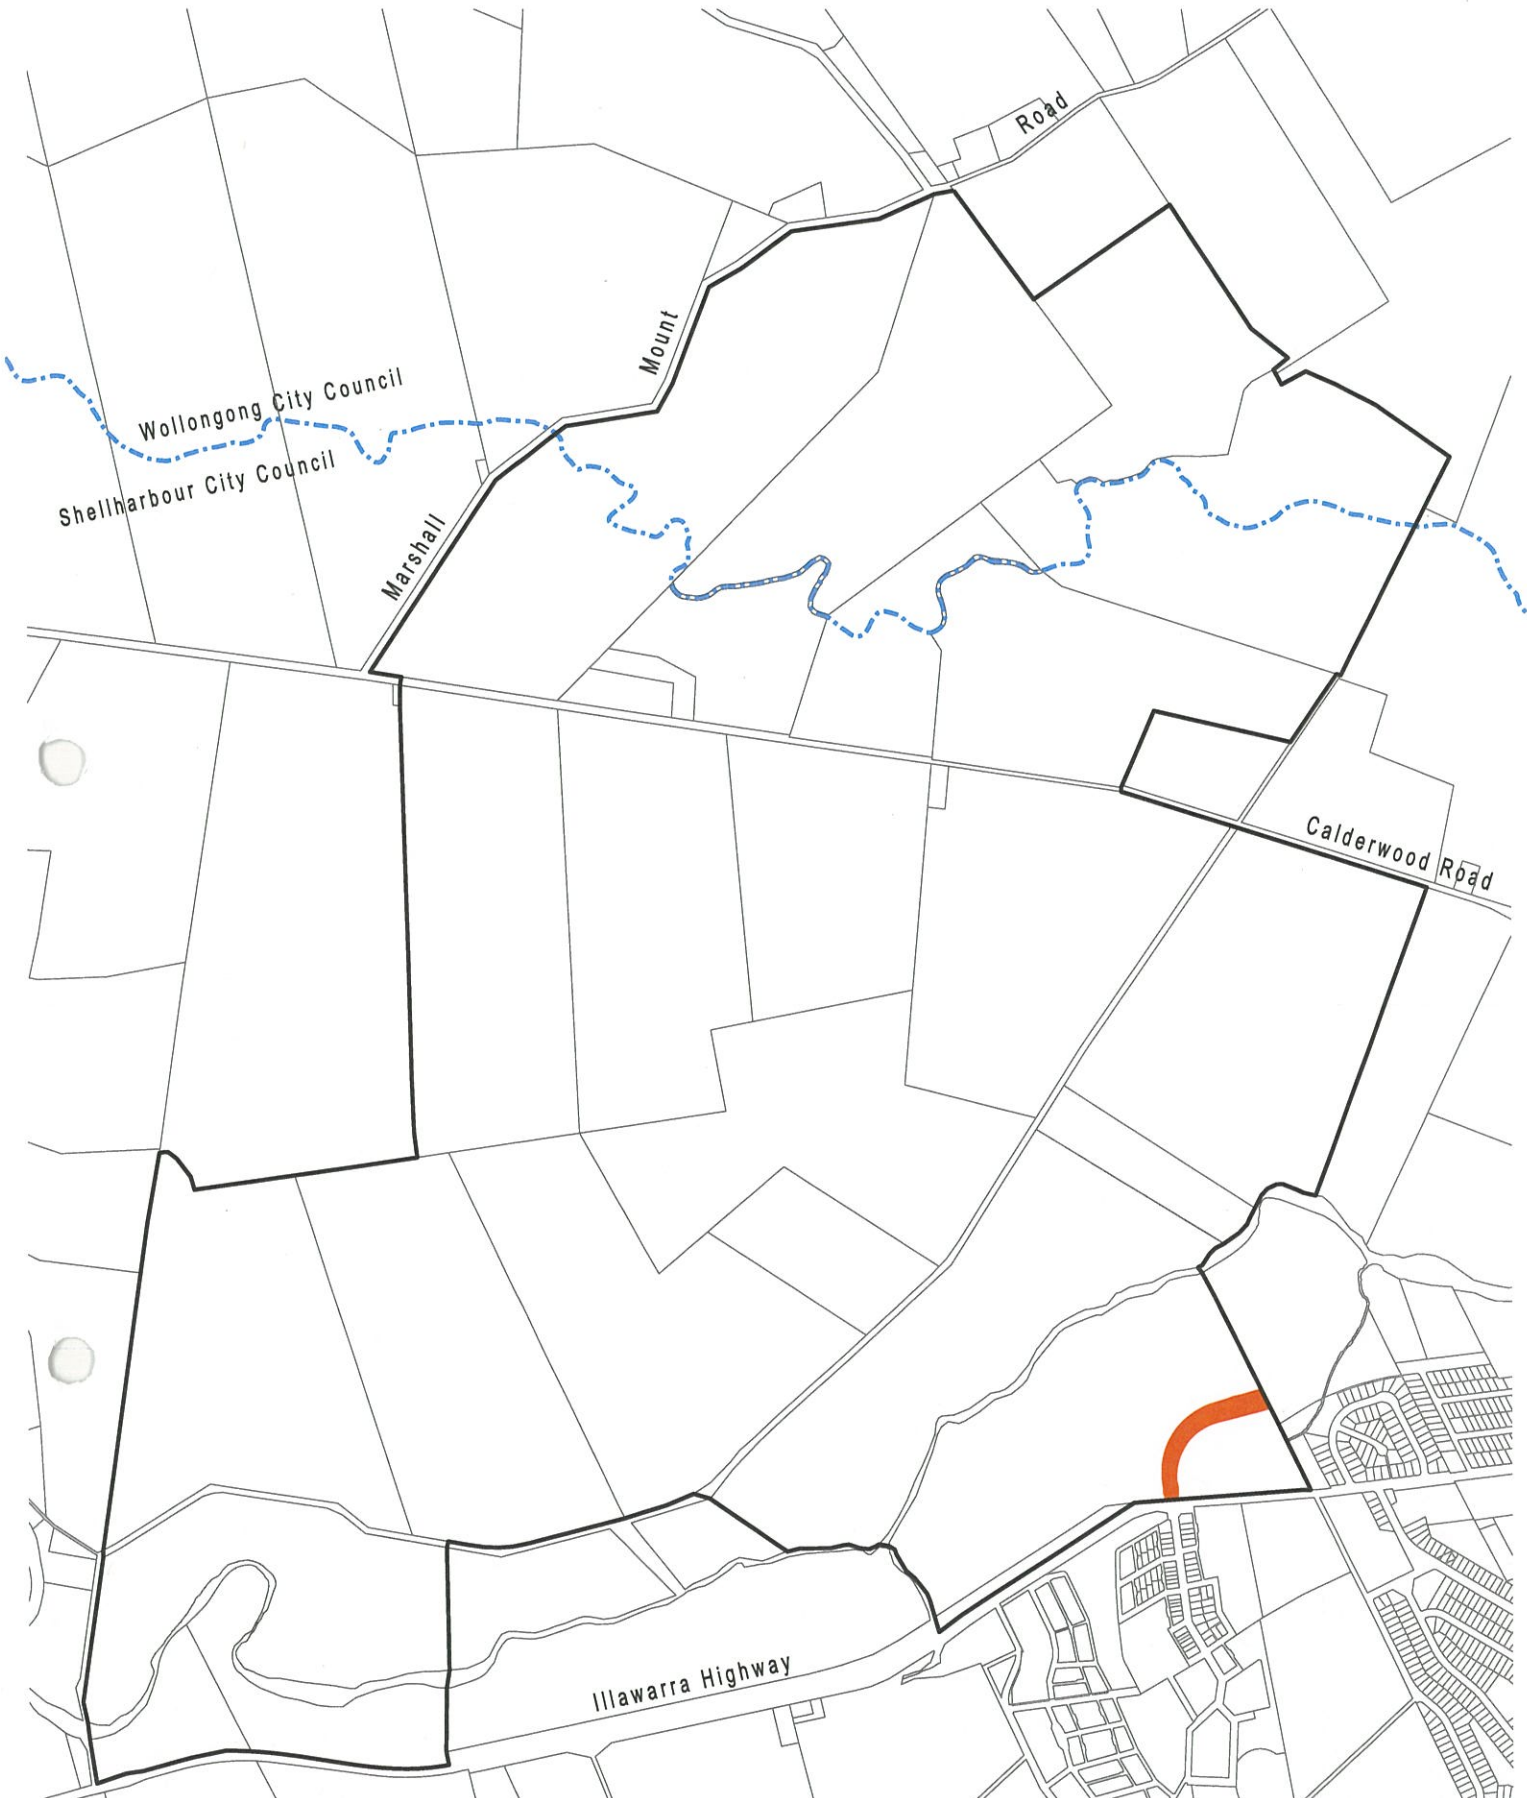 Road
Mount
Wollongong City Council
Shellharbour City Council
Marshall
Calderwood Road
Illawarra Highway